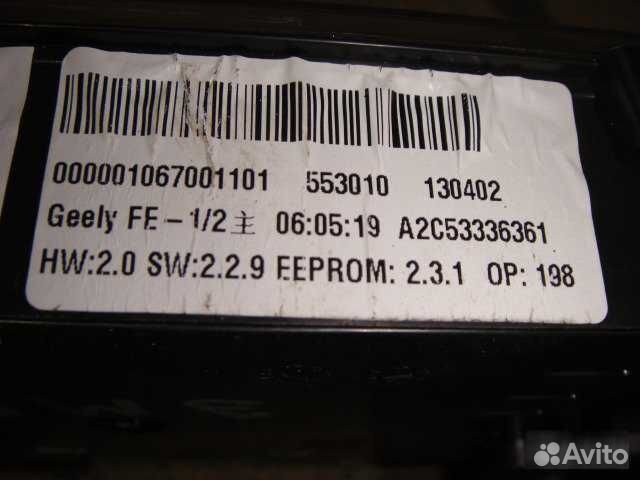 000001067001101 553010 130402
Geely FE-1/2主 06:05:19 A2C53336361
HW:2.0 SW:2.2.9 EEPROM: 2.3.1 OP: 198
Avito